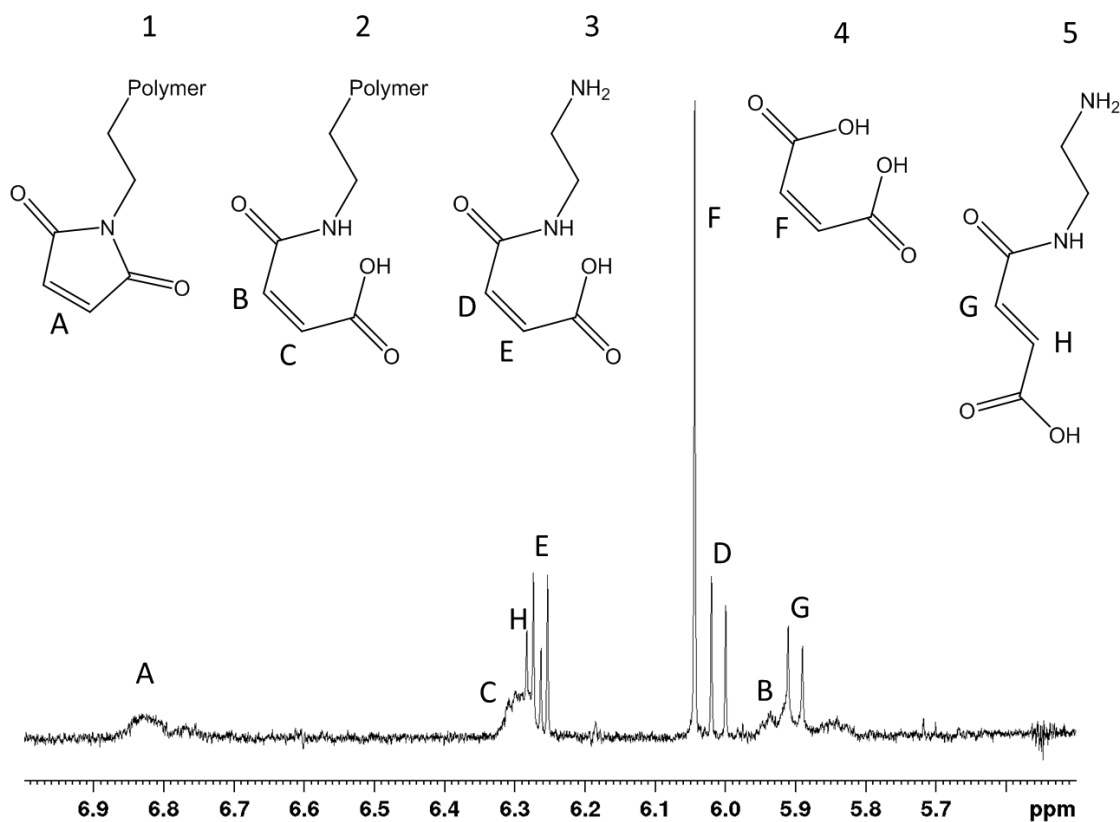 1 2 3 4 5
Polymer Polymer NH2 NH2
O OH
O OH
O N O NH O NH F O
O OH OH F O NH
A B D G
C O E O H
O OH
F
E D
H G
A C B
6.9 6.8 6.7 6.6 6.5 6.4 6.3 6.2 6.1 6.0 5.9 5.8 5.7 ppm